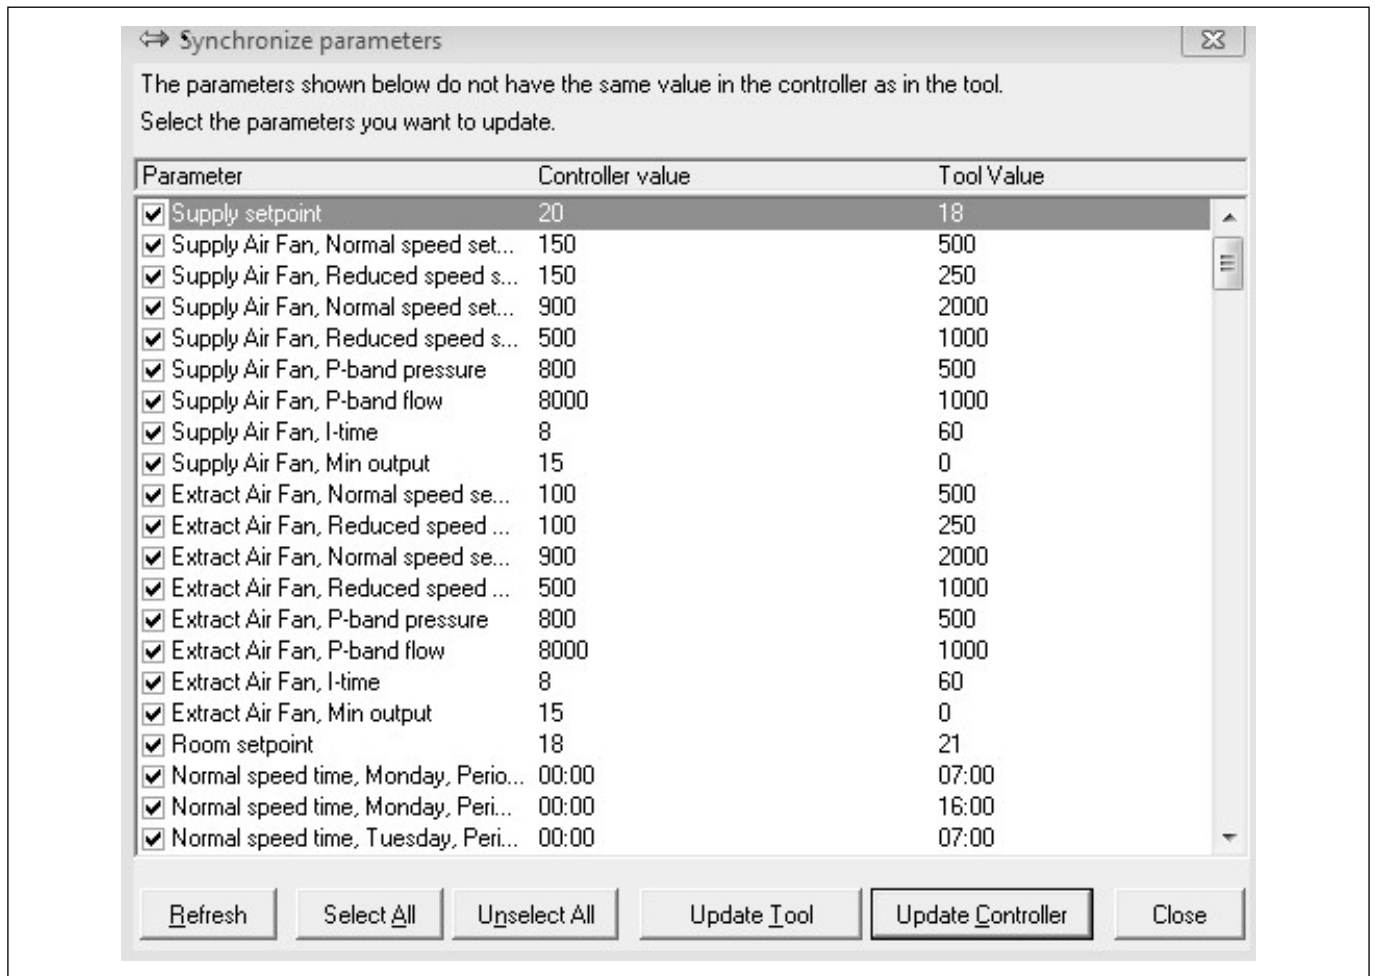 Synchronize parameters
The parameters shown below do not have the same value in the controller as in the tool.
Select the parameters you want to update.
Parameter Controller value Tool Value
Supply setpoint 20 18
Supply Air Fan, Normal speed set... 150 500
Supply Air Fan, Reduced speed s... 150 250
Supply Air Fan, Normal speed set... 900 2000
Supply Air Fan, Reduced speed s... 500 1000
Supply Air Fan, P-band pressure 800 500
Supply Air Fan, P-band flow 8000 1000
Supply Air Fan, I-time 8 60
Supply Air Fan, Min output 15 0
Extract Air Fan, Normal speed se... 100 500
Extract Air Fan, Reduced speed ... 100 250
Extract Air Fan, Normal speed se... 900 2000
Extract Air Fan, Reduced speed ... 500 1000
Extract Air Fan, P-band pressure 800 500
Extract Air Fan, P-band flow 8000 1000
Extract Air Fan, I-time 8 60
Extract Air Fan, Min output 15 0
Room setpoint 18 21
Normal speed time, Monday, Perio... 00:00 07:00
Normal speed time, Monday, Peri... 00:00 16:00
Normal speed time, Tuesday, Peri... 00:00 07:00
Refresh Select All Unselect All Update Tool Update Controller Close